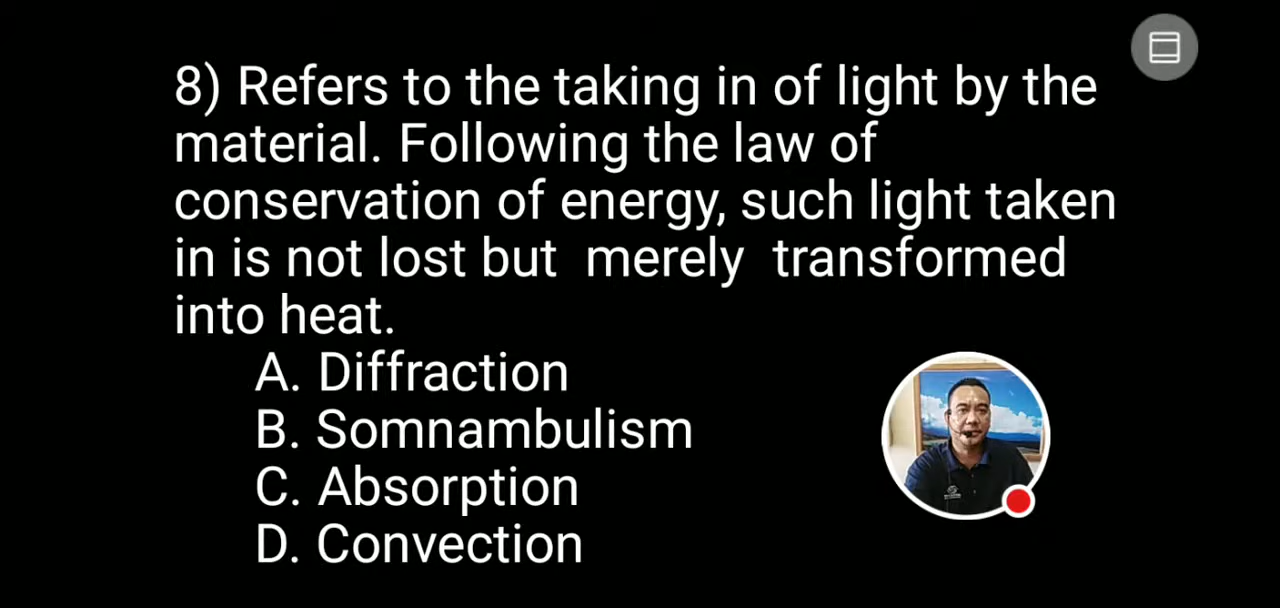 8) Refers to the taking in of light by the
material. Following the law of
conservation of energy, such light taken
in is not lost but merely transformed
into heat.
A. Diffraction
B. Somnambulism
C. Absorption
D. Convection